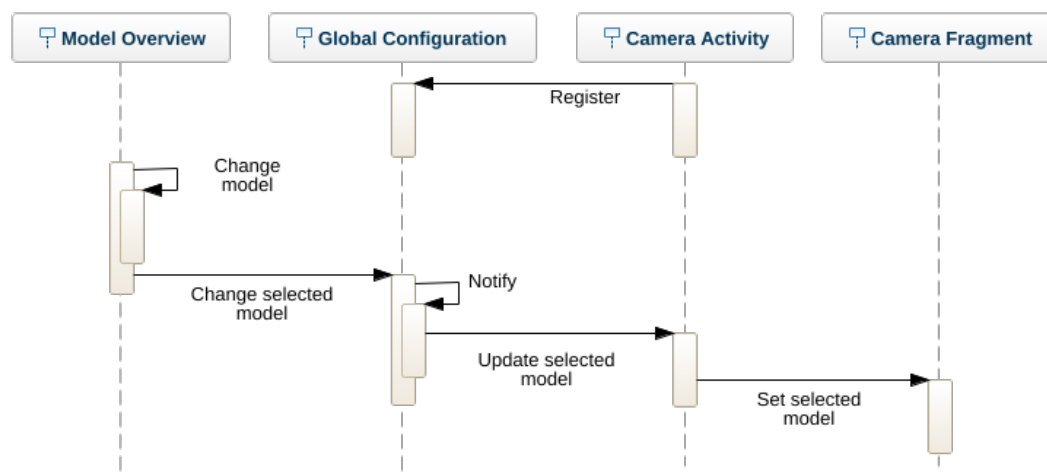 Model Overview
Global Configuration
Camera Activity
Camera Fragment
Register
Change
model
Change selected
model
Notify
Update selected
model
Set selected
model